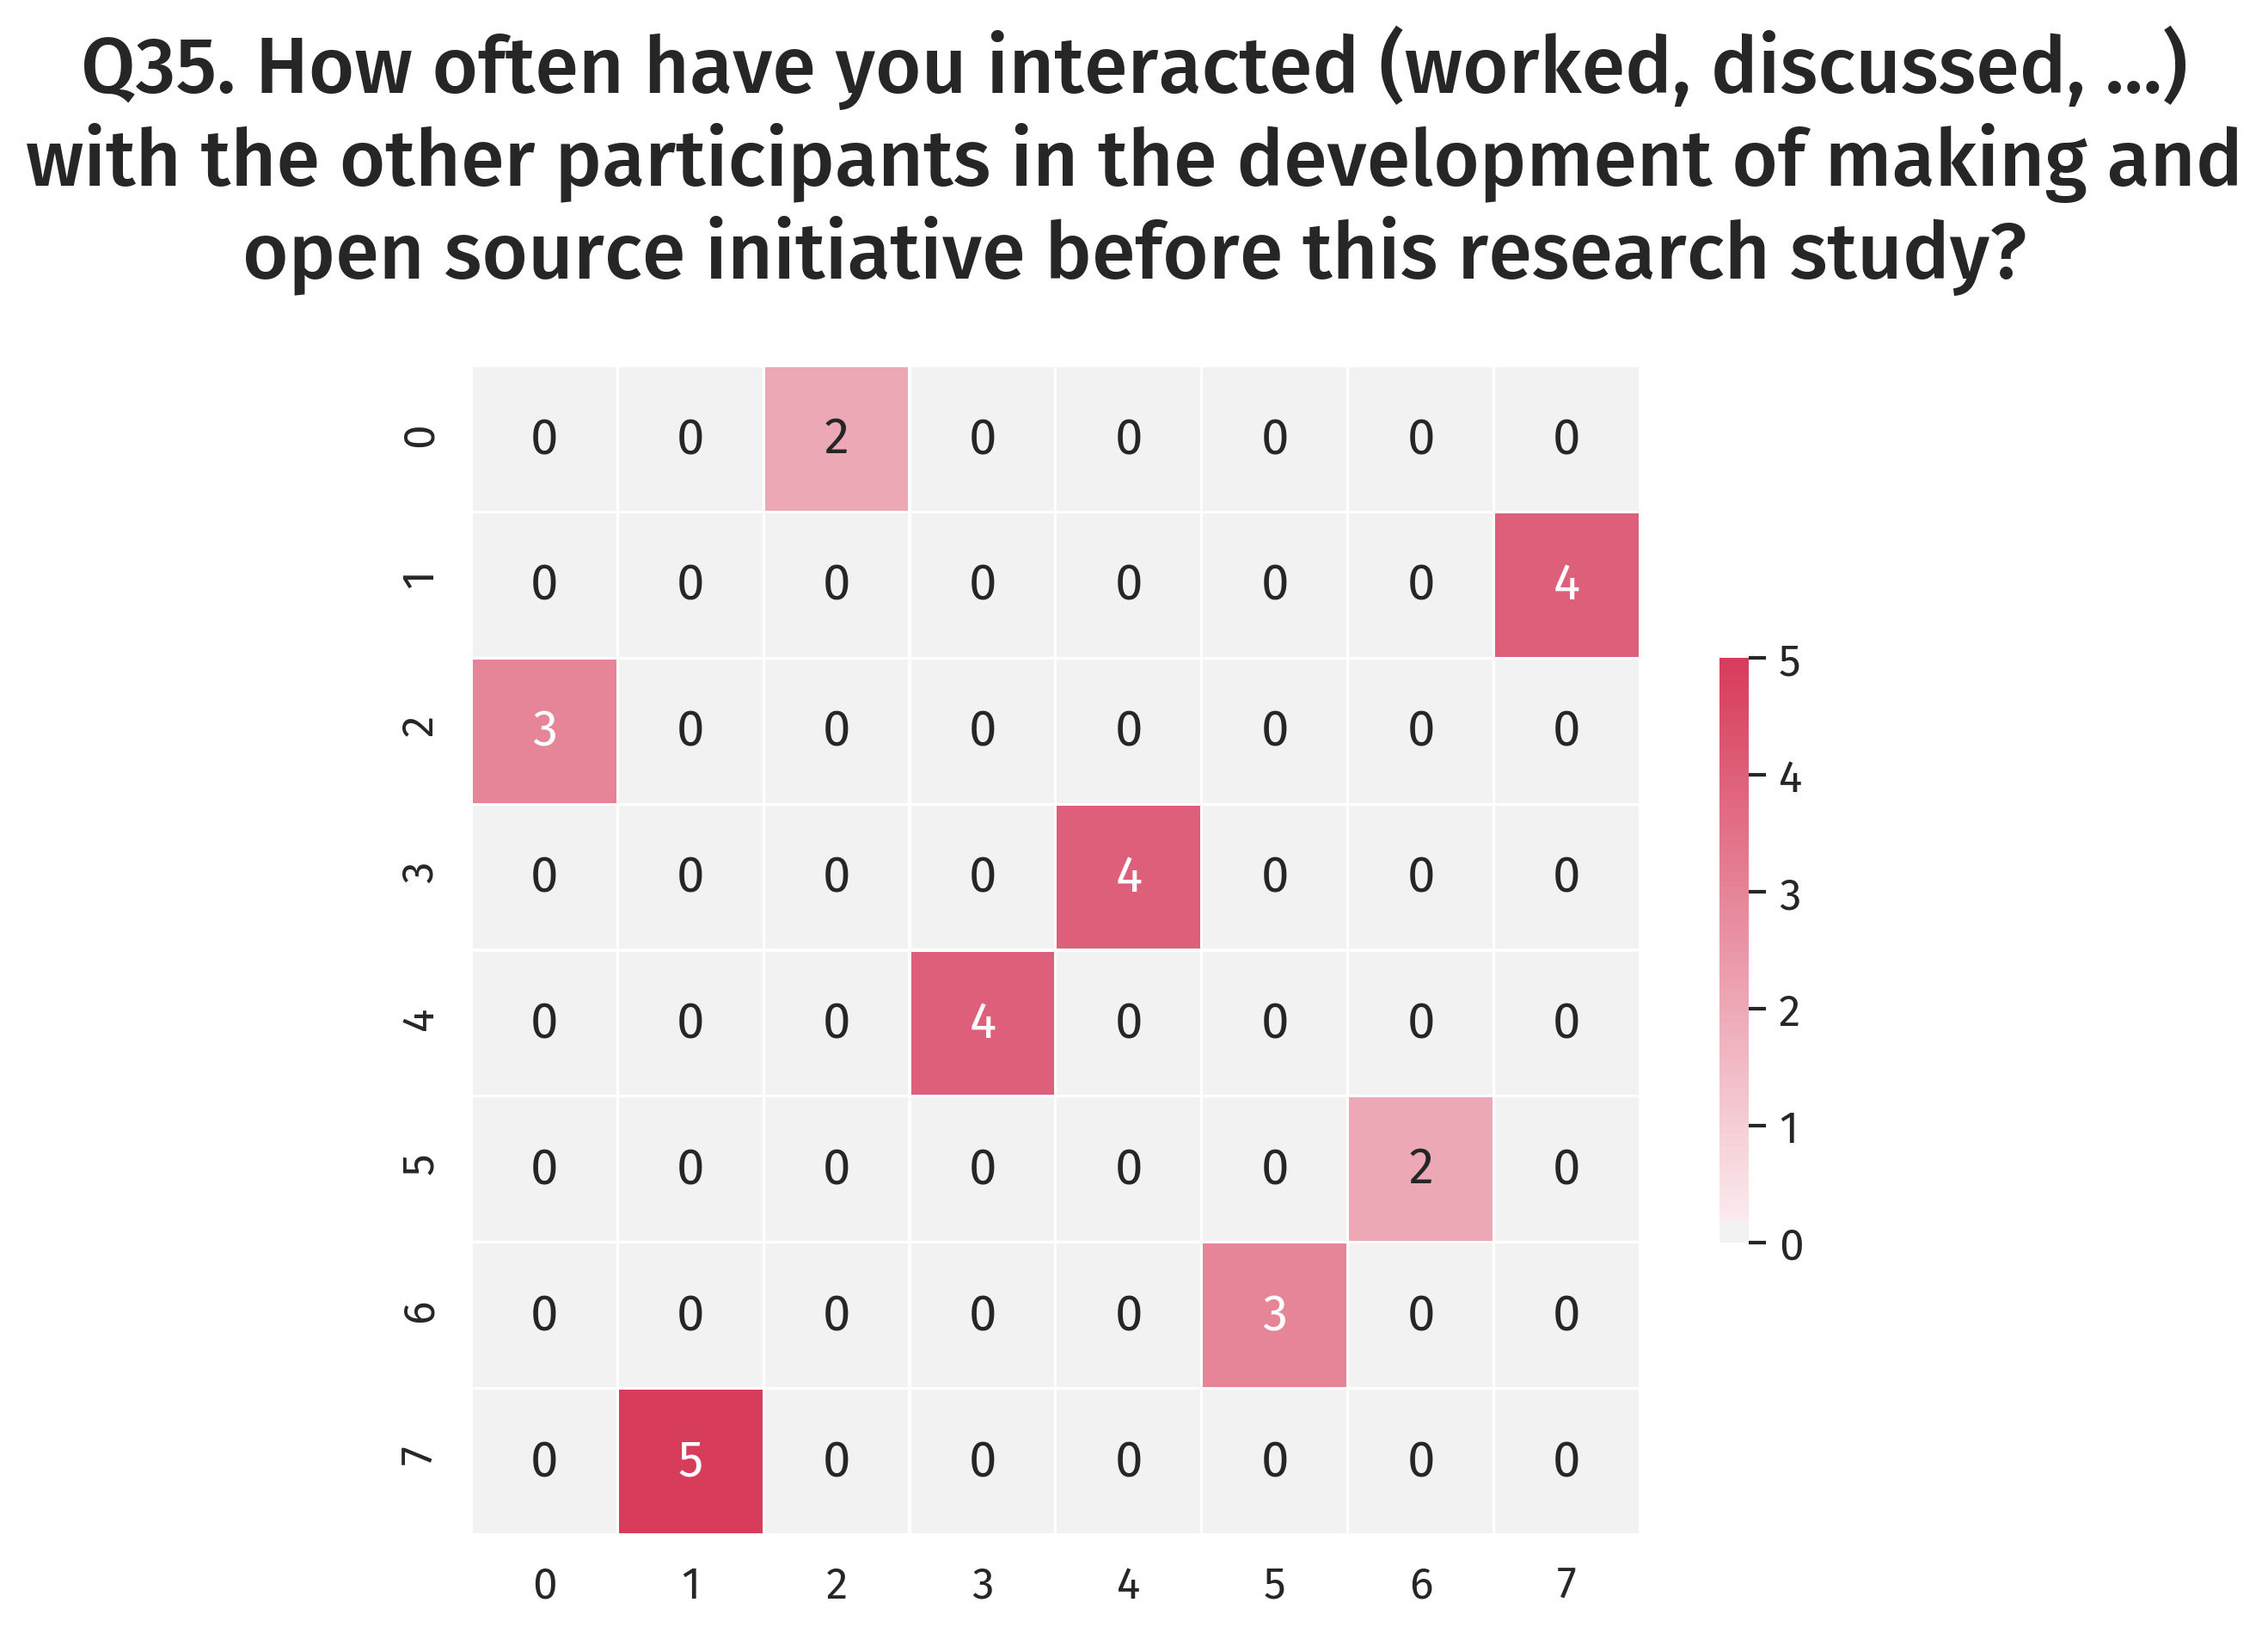 Q35. How often have you interacted (worked, discussed, ...)
with the other participants in the development of making and
open source initiative before this research study?
0 0 0 2 0 0 0 0 0
1 0 0 0 0 0 0 0 4
2 3 0 0 0 0 0 0 0
3 0 0 0 0 4 0 0 0
4 0 0 0 4 0 0 0 0
5 0 0 0 0 0 0 2 0
6 0 0 0 0 0 3 0 0
7 0 5 0 0 0 0 0 0
0 1 2 3 4 5 6 7
5
4
3
2
1
0